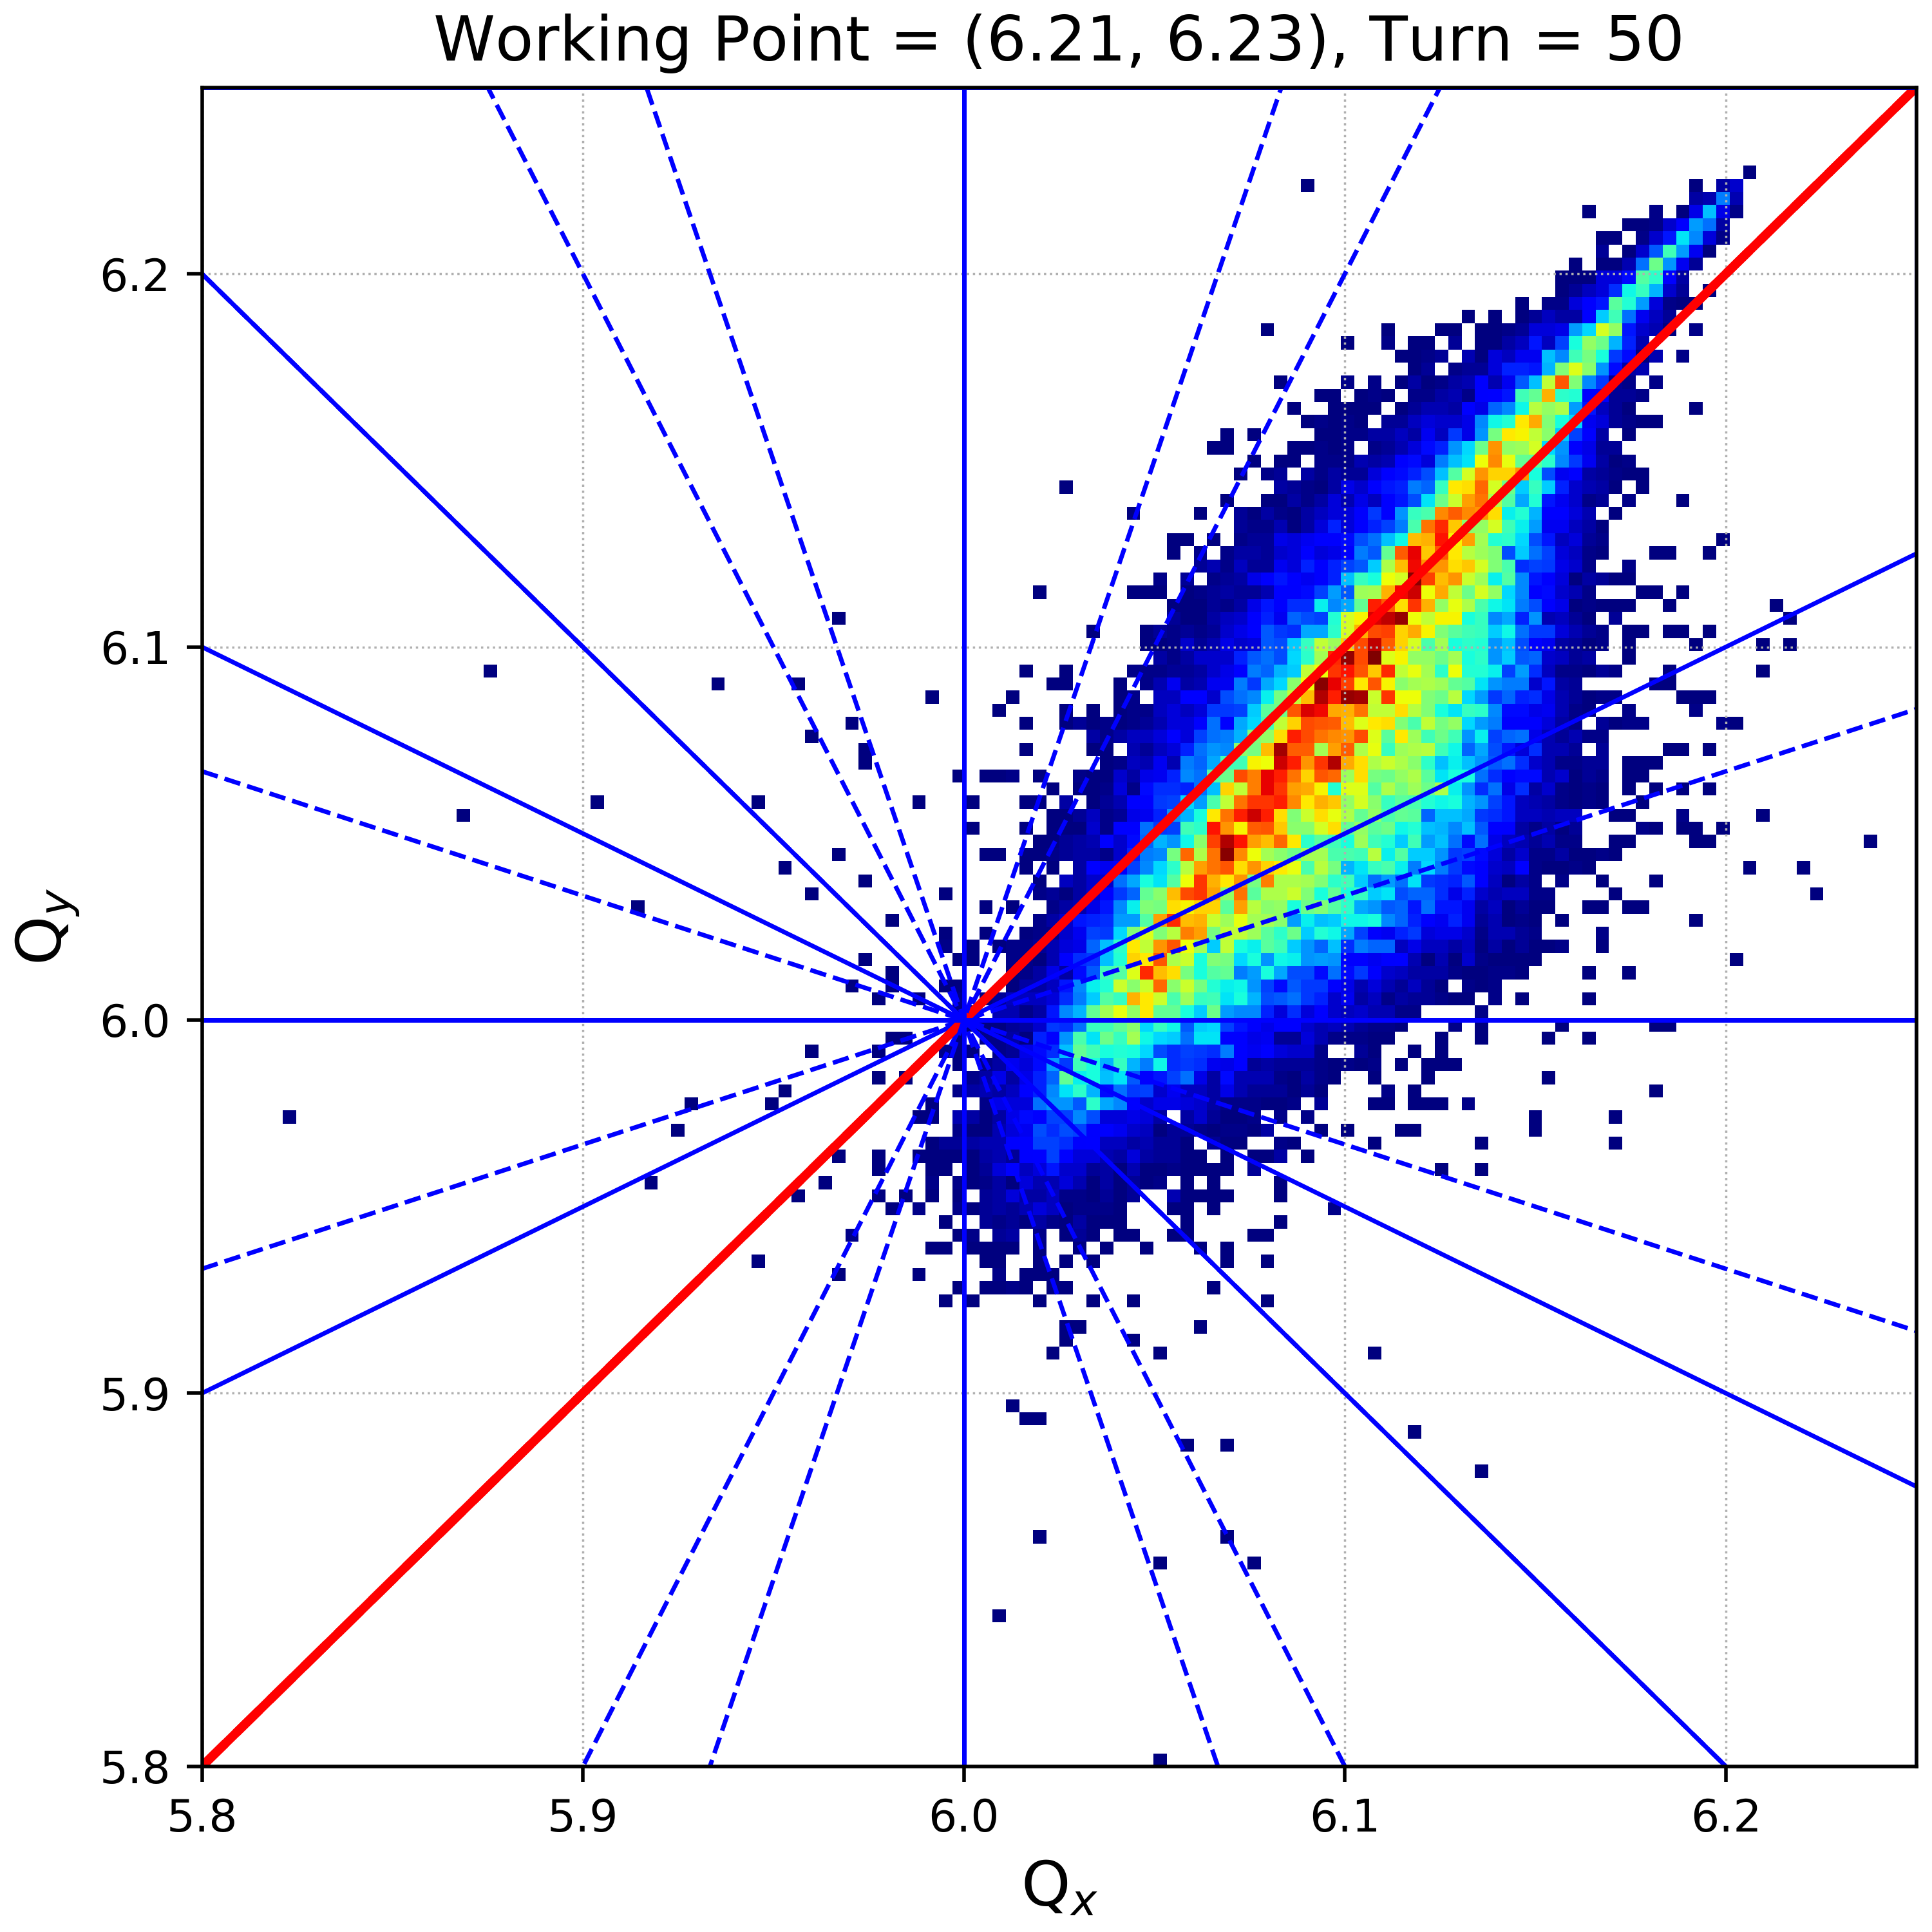 Working Point = (6.21, 6.23), Turn = 50
6.2
6.1
6.0
5.9
5.8
Qy
5.8 5.9 6.0 6.1 6.2
Qx